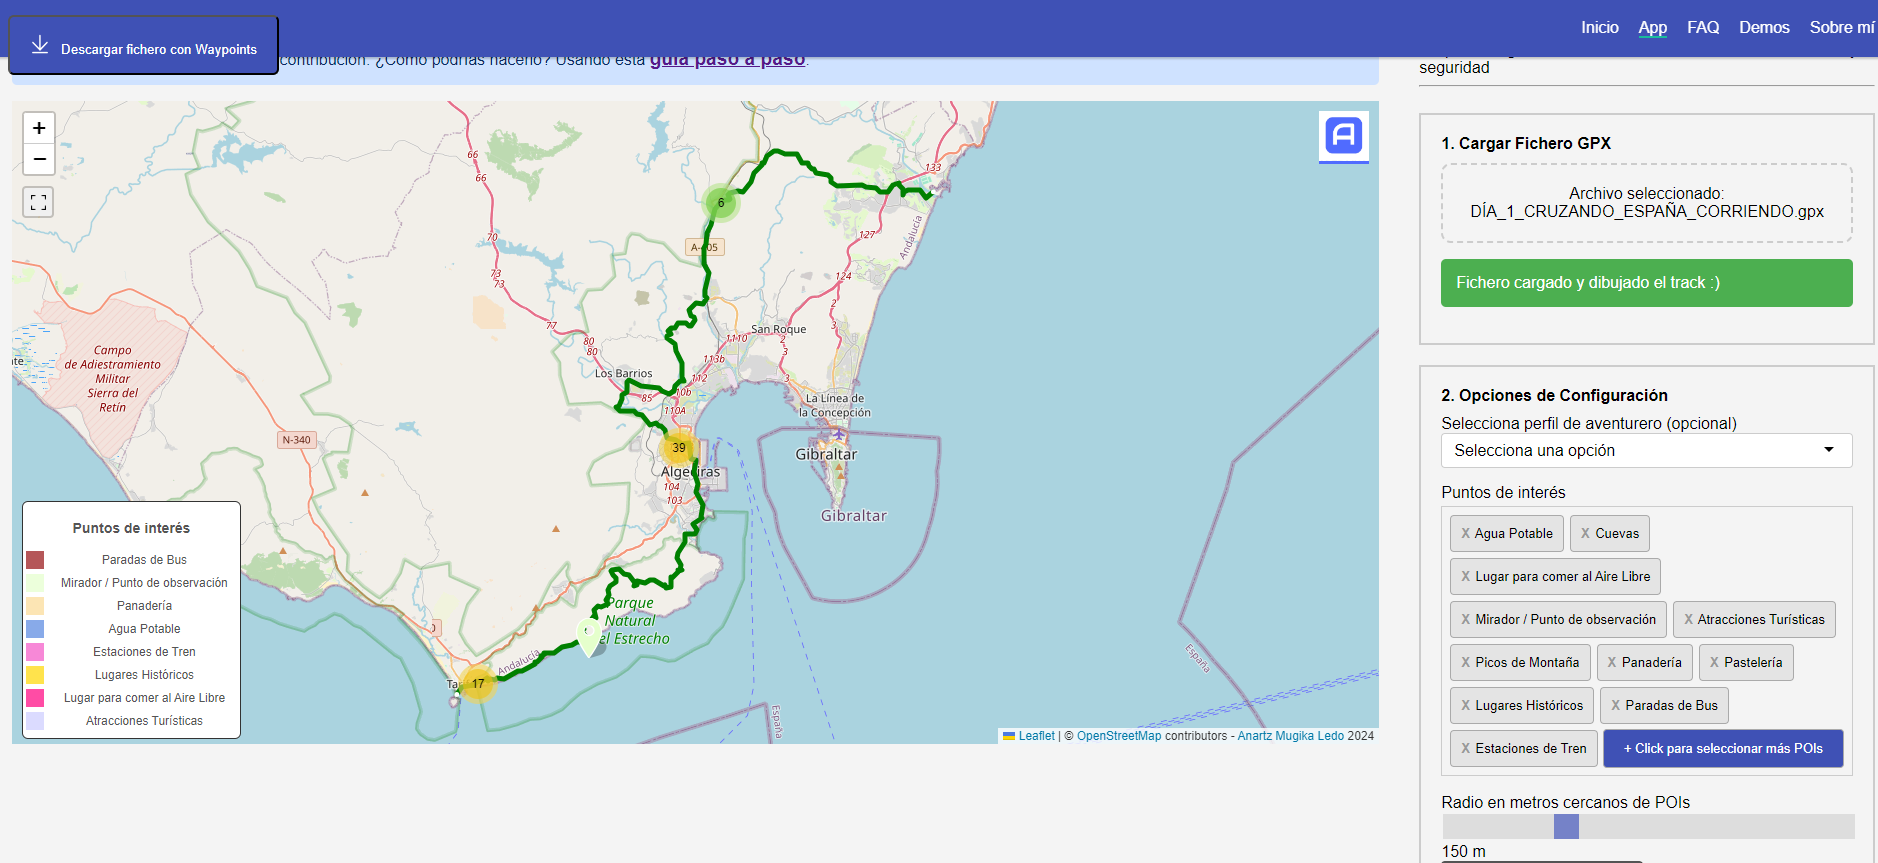 Descargar fichero con Waypoints
Inicio
App
FAQ
Demos
Sobre mí
contribución. ¿Cómo podrías hacerlo? Usando esta guía paso a paso.
seguridad
+
−
66
66
133
6
A-405
127
Andalucía
70
73
73
124
2
3
77
San Roque
80
80
1110
2
3
113b
Campo
de Adiestramiento
Militar
Sierra del
Retín
Los Barrios
112
85
10b
110A
La Línea de
la Concepción
N-340
39
Gibraltar
Algeciras
104
103
Gibraltar
Parque
Natural
del Estrecho
Andalucía
17
España
España
España
Puntos de interés
Paradas de Bus
Mirador / Punto de observación
Panadería
Agua Potable
Estaciones de Tren
Lugares Históricos
Lugar para comer al Aire Libre
Atracciones Turísticas
Leaflet | © OpenStreetMap contributors - Anartz Mugika Ledo 2024
1. Cargar Fichero GPX
Archivo seleccionado:
DÍA_1_CRUZANDO_ESPAÑA_CORRIENDO.gpx
Fichero cargado y dibujado el track :)
2. Opciones de Configuración
Selecciona perfil de aventurero (opcional)
Selecciona una opción
Puntos de interés
X Agua Potable
X Cuevas
X Lugar para comer al Aire Libre
X Mirador / Punto de observación
X Atracciones Turísticas
X Picos de Montaña
X Panadería
X Pastelería
X Lugares Históricos
X Paradas de Bus
X Estaciones de Tren
+ Click para seleccionar más POIs
Radio en metros cercanos de POIs
150 m